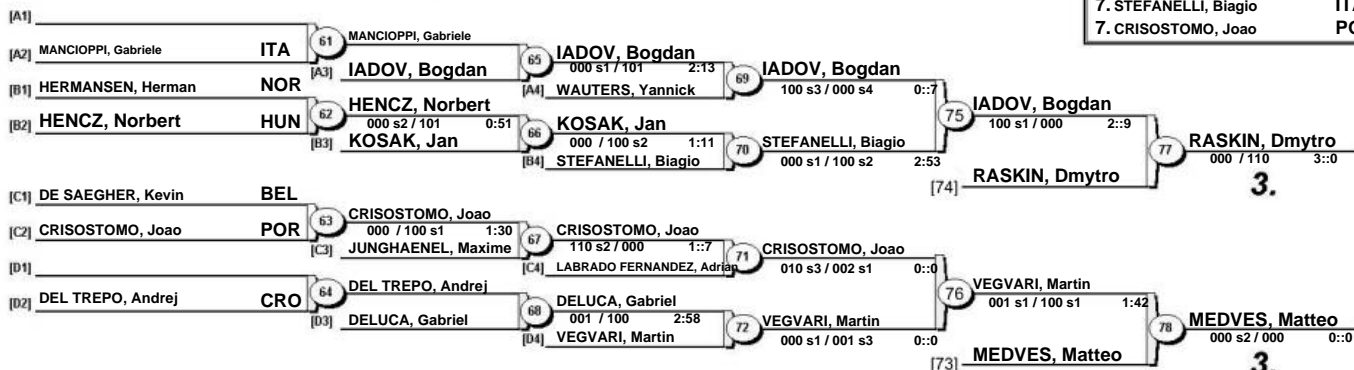 7. STEFANELLI, Biagio ITA
7. CRISOSTOMO, Joao PO
[A1]
[A2] MANCIOPPI, Gabriele ITA
61 MANCIOPPI, Gabriele
[A3] IADOV, Bogdan
65 IADOV, Bogdan
000 s1 / 101 2:13
[A4] WAUTERS, Yannick
69 IADOV, Bogdan
100 s3 / 000 s4 0::7
[B1] HERMANSEN, Herman NOR
[B2] HENCZ, Norbert HUN
62 HENCZ, Norbert
000 s2 / 101 0:51
[B3] KOSAK, Jan
66 KOSAK, Jan
000 / 100 s2 1:11
[B4] STEFANELLI, Biagio
70 STEFANELLI, Biagio
000 s1 / 100 s2 2:53
75 IADOV, Bogdan
100 s1 / 000 2::9
[74] RASKIN, Dmytro
77 RASKIN, Dmytro
000 / 110 3::0
3.
[C1] DE SAEGHER, Kevin BEL
[C2] CRISOSTOMO, Joao POR
63 CRISOSTOMO, Joao
000 / 100 s1 1:30
[C3] JUNGHAENEL, Maxime
67 CRISOSTOMO, Joao
110 s2 / 000 1::7
[C4] LABRADO FERNANDEZ, Adrian
71 CRISOSTOMO, Joao
010 s3 / 002 s1 0::0
[D1]
[D2] DEL TREPO, Andrej CRO
64 DEL TREPO, Andrej
[D3] DELUCA, Gabriel
68 DELUCA, Gabriel
001 / 100 2:58
[D4] VEGVARI, Martin
72 VEGVARI, Martin
000 s1 / 001 s3 0::0
76 VEGVARI, Martin
001 s1 / 100 s1 1:42
[73] MEDVES, Matteo
78 MEDVES, Matteo
000 s2 / 000 0::0
3.